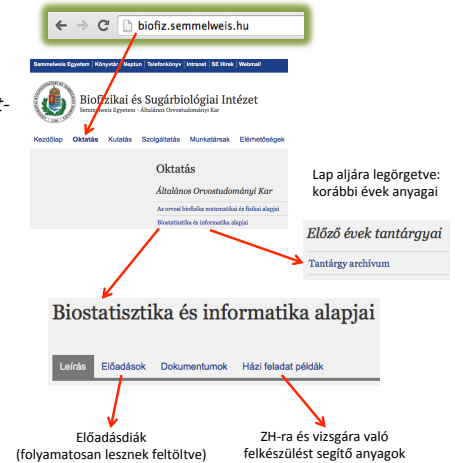 biofiz.semmelweis.hu
Semmelweis Egyetem | Könyvtár | Neptun | Telefonkönyv | Intranet | SE Hírek | Webmail
t-
Biofizikai és Sugárbiológiai Intézet
Semmelweis Egyetem - Általános Orvostudományi Kar
Kezdőlap Oktatás Kutatás Szolgáltatás Munkatársak Elérhetőségek
Oktatás
Általános Orvostudományi Kar
Az orvosi biofizika matematikai és fizikai alapjai
Biostatisztika és informatika alapjai
Lap aljára legörgetve:
korábbi évek anyagai
Előző évek tantárgyai
Tantárgy archívum
Biostatisztika és informatika alapjai
Leírás Előadások Dokumentumok Házi feladat példák
Előadásdiák
(folyamatosan lesznek feltöltve)
ZH-ra és vizsgára való
felkészülést segítő anyagok